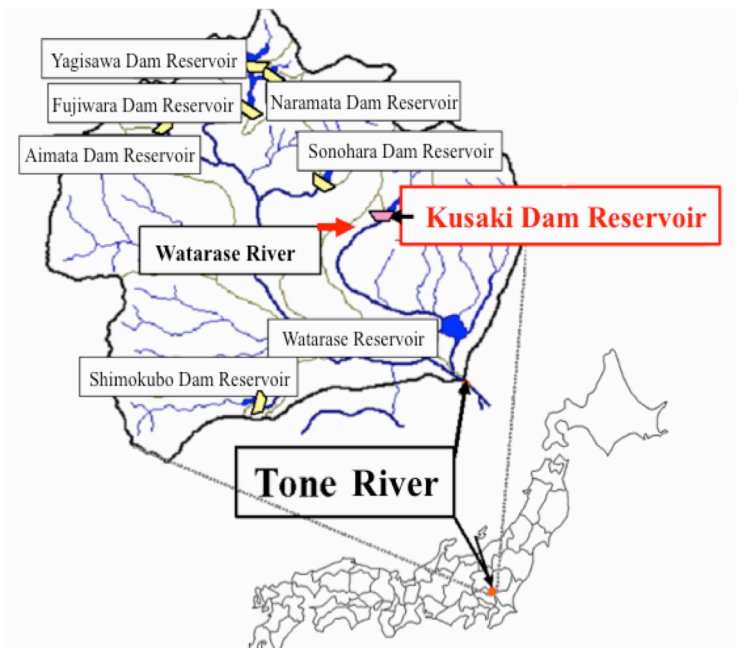 Yagisawa Dam Reservoir
Fujiwara Dam Reservoir
Naramata Dam Reservoir
Aimata Dam Reservoir
Sonohara Dam Reservoir
Kusaki Dam Reservoir
Watarase River
Watarase Reservoir
Shimokubo Dam Reservoir
Tone River